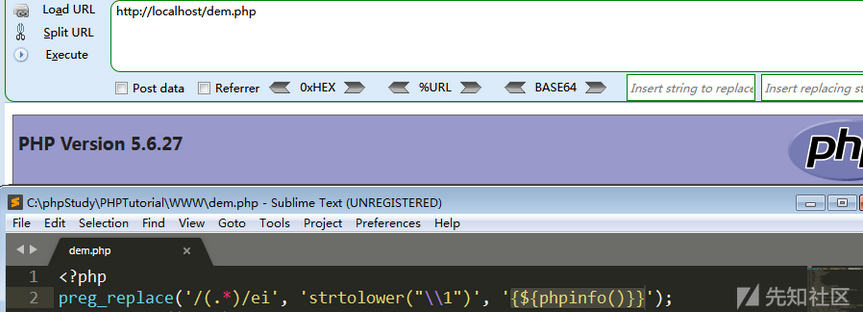 Load URL
http://localhost/dem.php
Split URL
Execute
Post data Referrer 0xHEX %URL BASE64 Insert string to replace Insert replacing st
PHP Version 5.6.27
php
C:\phpStudy\PHPTutorial\WWW\dem.php - Sublime Text (UNREGISTERED)
File Edit Selection Find View Goto Tools Project Preferences Help
dem.php ×
1 <?php
2 preg_replace('/(.*)/ei', 'strtolower("\\1")', '{${phpinfo()}}');
先知社区